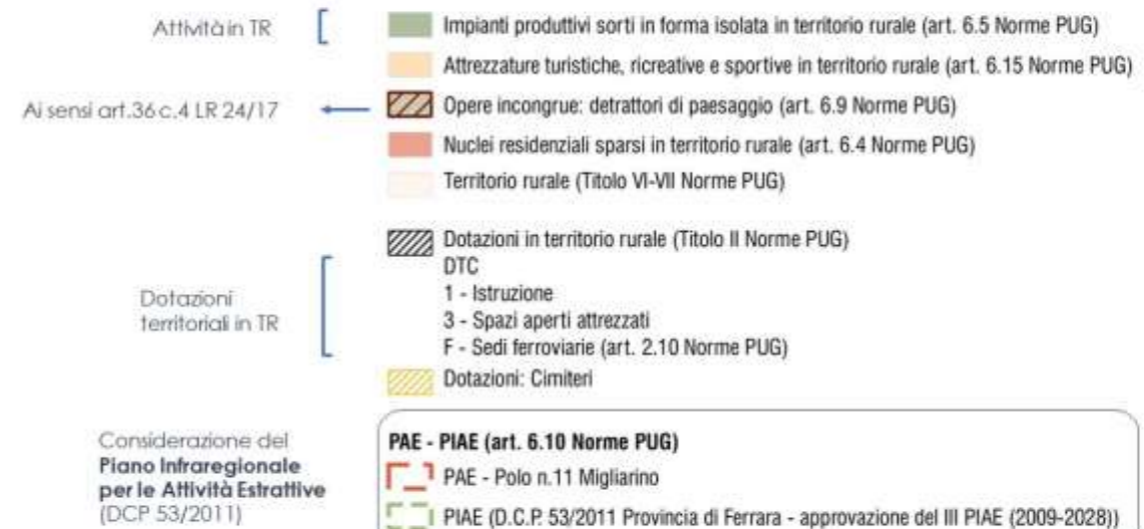 Attività in TR
Impianti produttivi sorti in forma isolata in territorio rurale (art. 6.5 Norme PUG)
Attrezzature turistiche, ricreative e sportive in territorio rurale (art. 6.15 Norme PUG)
Ai sensi art.36 c.4 LR 24/17
Opere incongrue: detrattori di paesaggio (art. 6.9 Norme PUG)
Nuclei residenziali sparsi in territorio rurale (art. 6.4 Norme PUG)
Territorio rurale (Titolo VI-VII Norme PUG)
Dotazioni
territoriali in TR
Dotazioni in territorio rurale (Titolo II Norme PUG)
DTC
1 - Istruzione
3 - Spazi aperti attrezzati
F - Sedi ferroviarie (art. 2.10 Norme PUG)
Dotazioni: Cimiteri
Considerazione del
Piano Infraregionale
per le Attività Estrattive
(DCP 53/2011)
PAE - PIAE (art. 6.10 Norme PUG)
PAE - Polo n.11 Migliarino
PIAE (D.C.P. 53/2011 Provincia di Ferrara - approvazione del III PIAE (2009-2028))